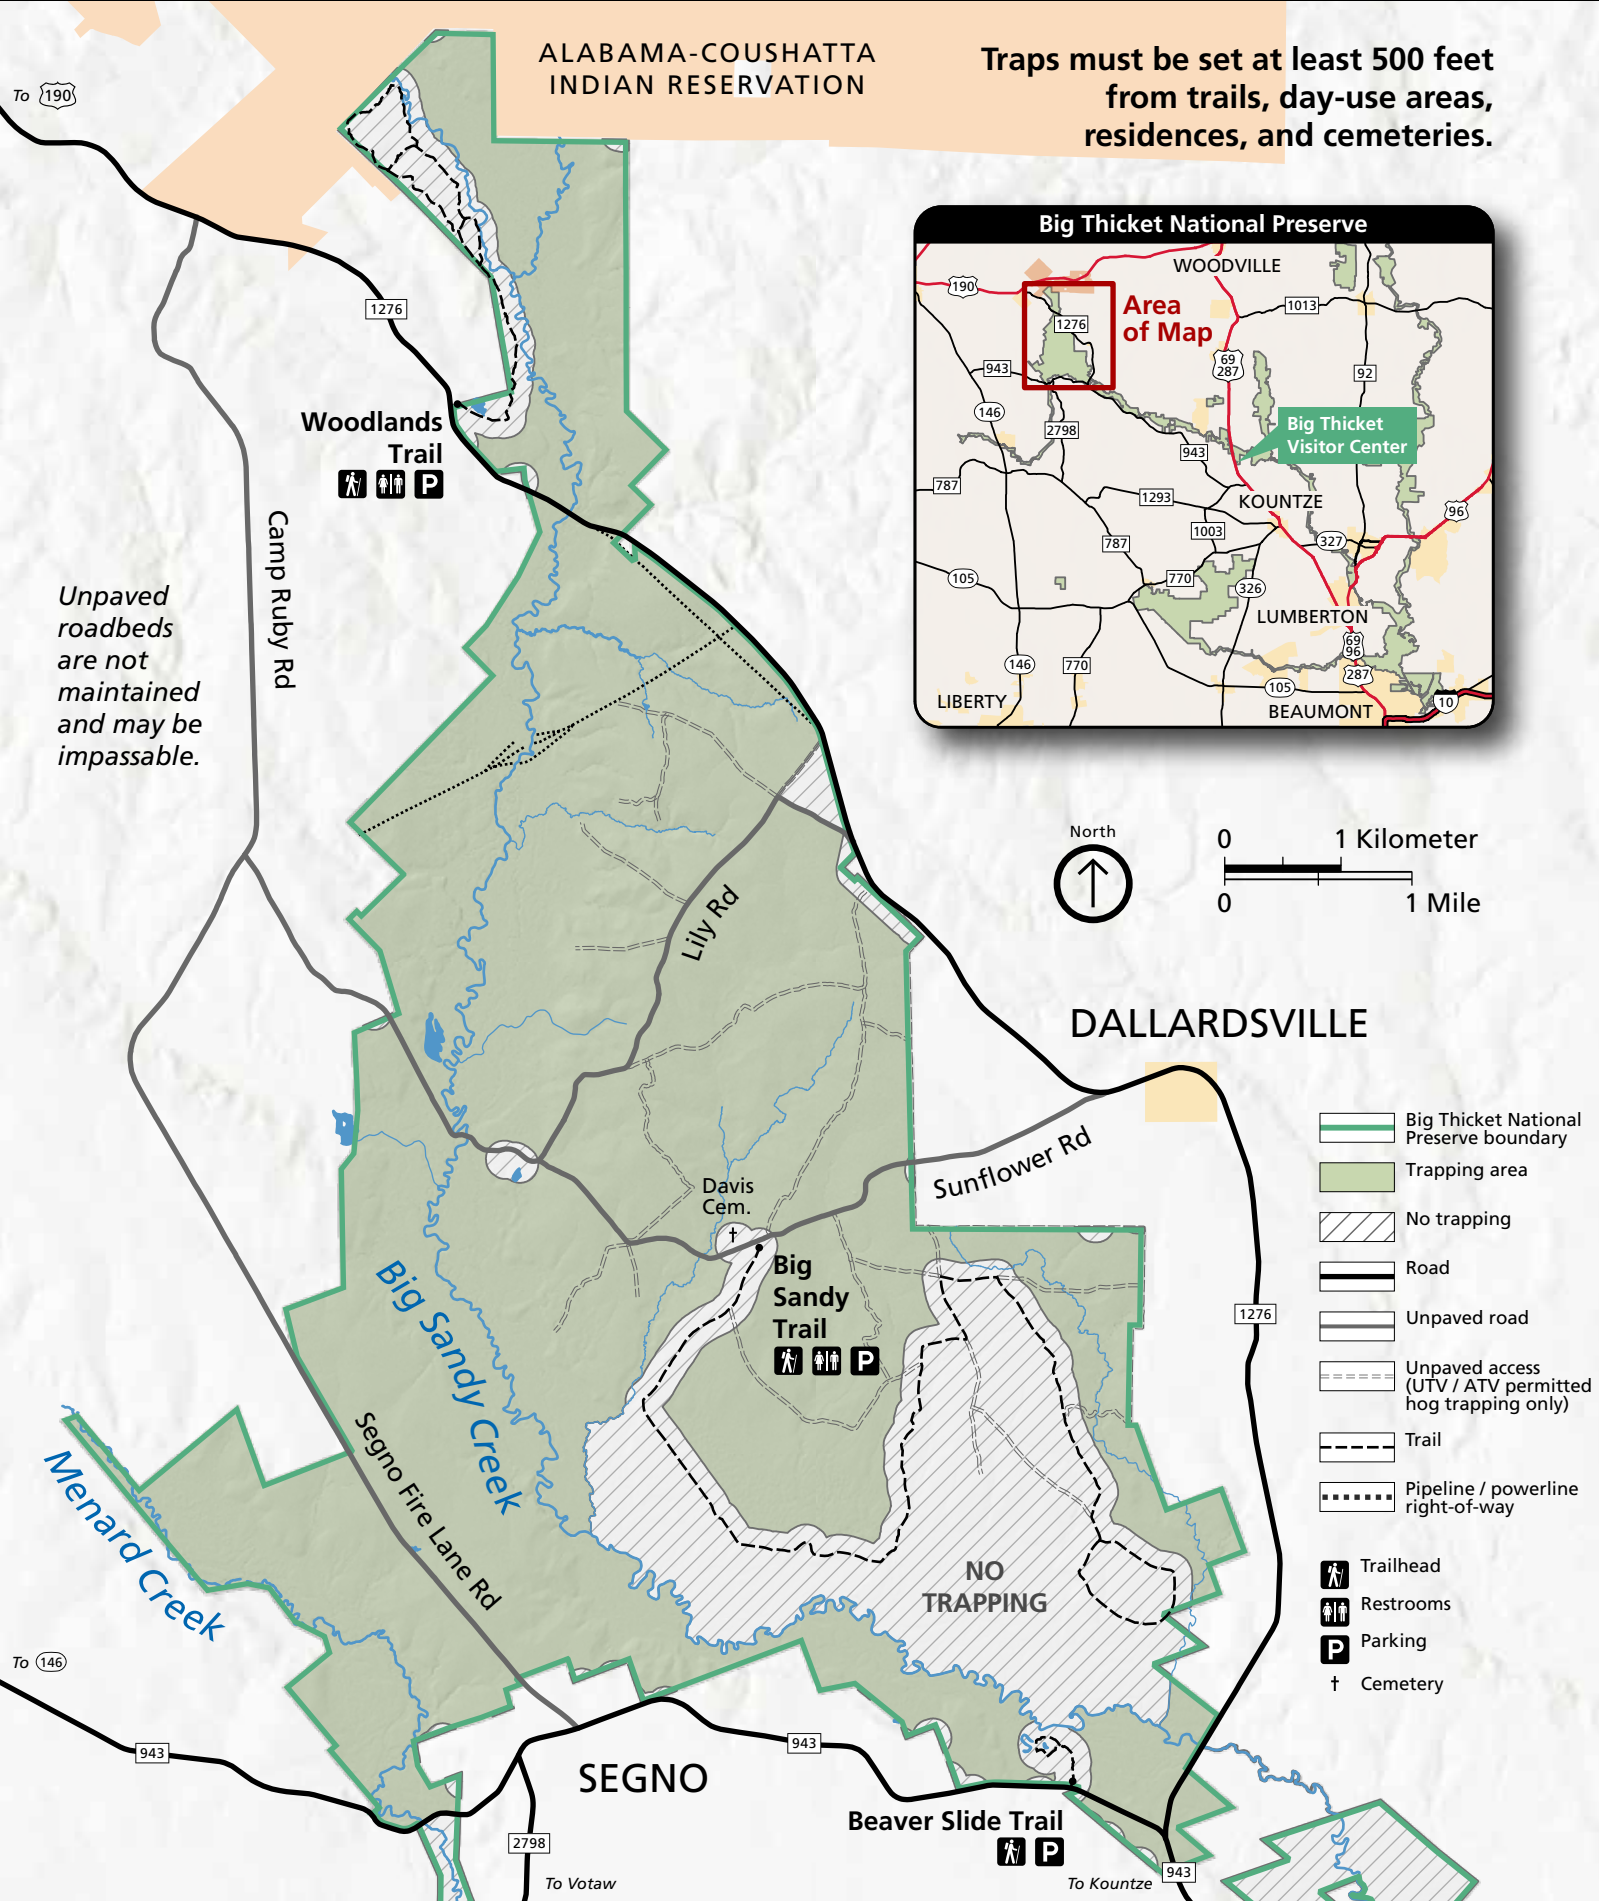 ALABAMA-COUSHATTA
INDIAN RESERVATION
Traps must be set at least 500 feet
from trails, day-use areas,
residences, and cemeteries.
To 190
1276
Woodlands
Trail
P
Camp Ruby Rd
Unpaved
roadbeds
are not
maintained
and may be
impassable.
Big Thicket National Preserve
WOODVILLE
190
1013
Area
of Map
1276
69
287
943
92
146
2798
Big Thicket
Visitor Center
943
787
1293
KOUNTZE
96
1003
787
327
105
770
326
LUMBERTON
69
96
146
770
287
105
LIBERTY
10
BEAUMONT
North
0
1 Kilometer
0
1 Mile
Lily Rd
DALLARDSVILLE
Sunflower Rd
Davis
Cem.
Big
Sandy
Trail
P
Big Sandy Creek
1276
Segno Fire Lane Rd
Menard Creek
NO
TRAPPING
To 146
943
943
SEGNO
2798
To Votaw
Beaver Slide Trail
P
To Kountze
943
Big Thicket National
Preserve boundary
Trapping area
No trapping
Road
Unpaved road
Unpaved access
(UTV / ATV permitted
hog trapping only)
Trail
Pipeline / powerline
right-of-way
Trailhead
Restrooms
P Parking
Cemetery